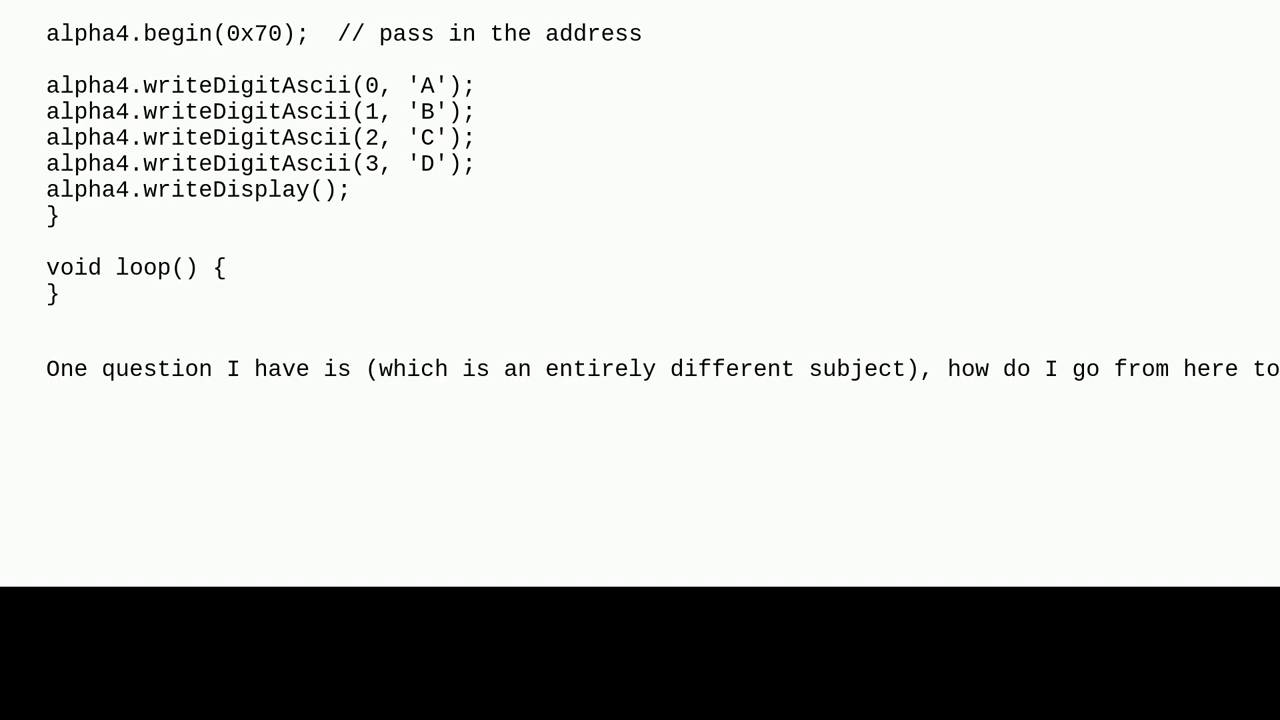 alpha4.begin(0x70);  // pass in the address
alpha4.writeDigitAscii(0, 'A');
alpha4.writeDigitAscii(1, 'B');
alpha4.writeDigitAscii(2, 'C');
alpha4.writeDigitAscii(3, 'D');
alpha4.writeDisplay();
}
void loop() {
}
One question I have is (which is an entirely different subject), how do I go from here to